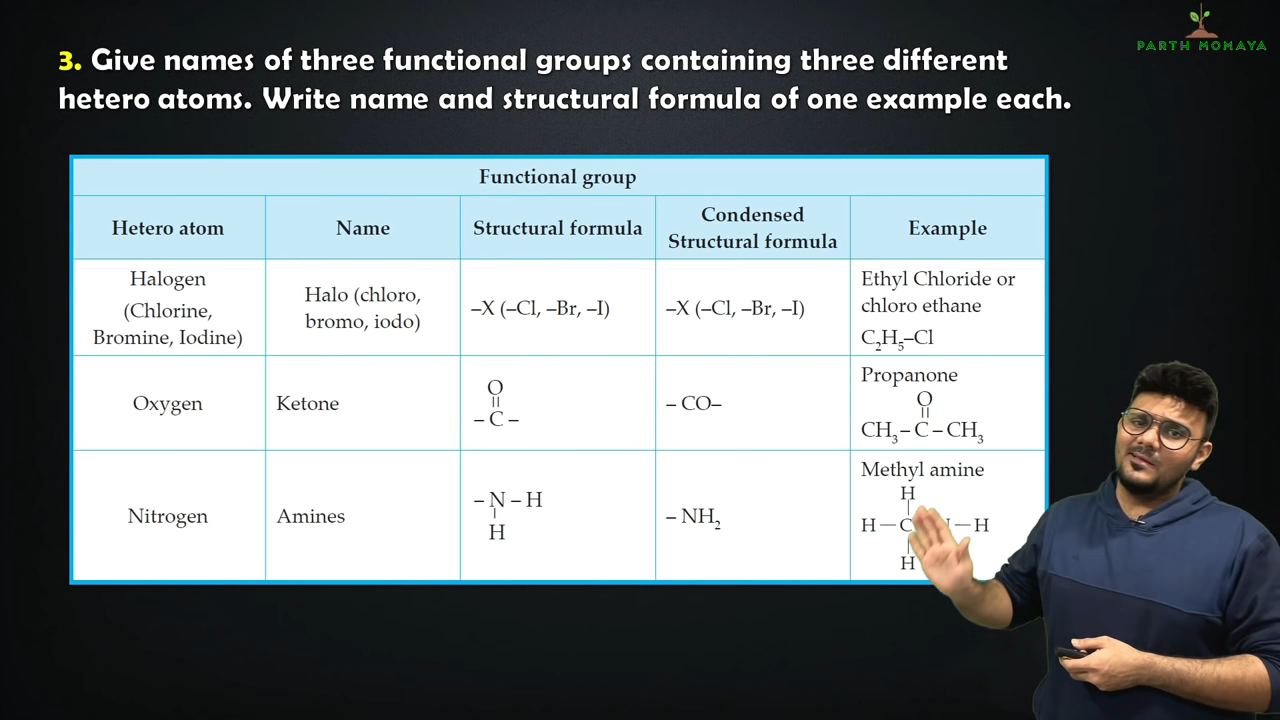 PARTH MOMAYA
3. Give names of three functional groups containing three different
hetero atoms. Write name and structural formula of one example each.
Functional group
Hetero atom
Name
Structural formula
Condensed
Structural formula
Example
Halogen
(Chlorine,
Bromine, Iodine)
Halo (chloro,
bromo, iodo)
–X (–Cl, –Br, –I)
–X (–Cl, –Br, –I)
Ethyl Chloride or
chloro ethane
C₂H₅–Cl
Oxygen
Ketone
O
||
– C –
– CO–
Propanone
O
||
CH₃– C – CH₃
Nitrogen
Amines
– N – H
|
H
– NH₂
Methyl amine
H
|
H — C — H
|
H